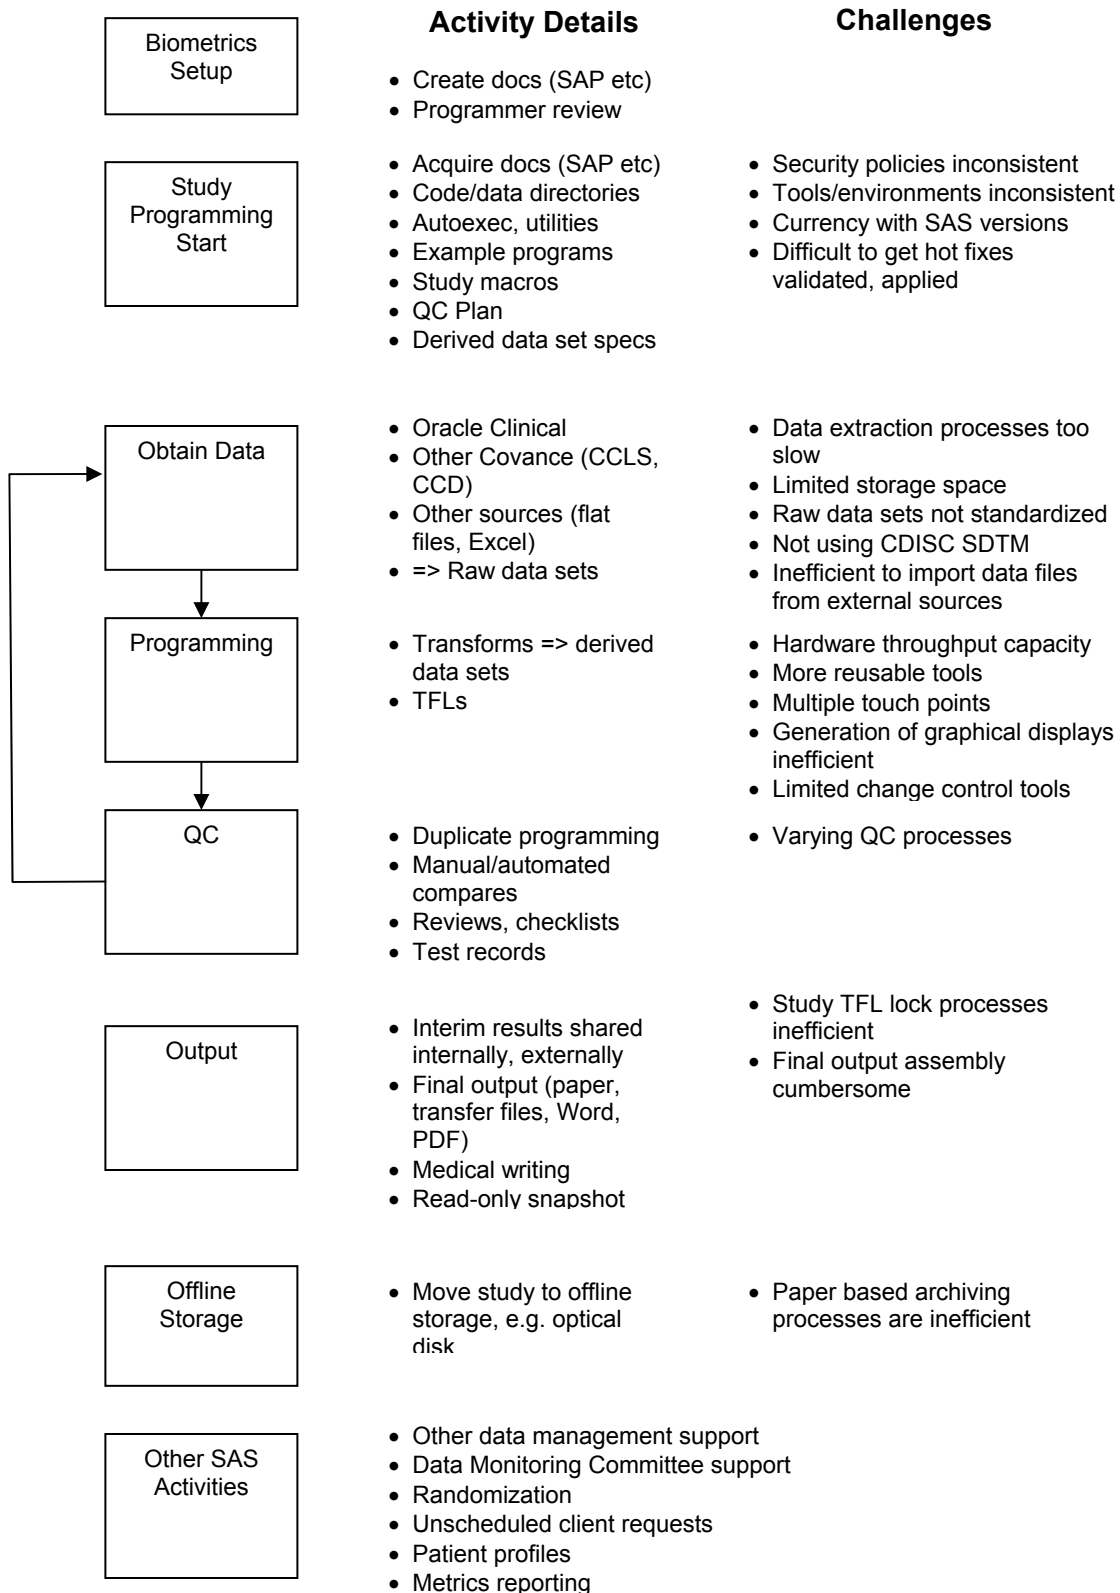 Activity Details
Challenges
Biometrics
Setup
• Create docs (SAP etc)
• Programmer review
Study
Programming
Start
• Acquire docs (SAP etc)
• Code/data directories
• Autoexec, utilities
• Example programs
• Study macros
• QC Plan
• Derived data set specs
• Security policies inconsistent
• Tools/environments inconsistent
• Currency with SAS versions
• Difficult to get hot fixes
validated, applied
Obtain Data
• Oracle Clinical
• Other Covance (CCLS,
CCD)
• Other sources (flat
files, Excel)
• => Raw data sets
• Data extraction processes too
slow
• Limited storage space
• Raw data sets not standardized
• Not using CDISC SDTM
• Inefficient to import data files
from external sources
Programming
• Transforms => derived
data sets
• TFLs
• Hardware throughput capacity
• More reusable tools
• Multiple touch points
• Generation of graphical displays
inefficient
• Limited change control tools
QC
• Duplicate programming
• Manual/automated
compares
• Reviews, checklists
• Test records
• Varying QC processes
Output
• Interim results shared
internally, externally
• Final output (paper,
transfer files, Word,
PDF)
• Medical writing
• Read-only snapshot
• Study TFL lock processes
inefficient
• Final output assembly
cumbersome
Offline
Storage
• Move study to offline
storage, e.g. optical
disk
• Paper based archiving
processes are inefficient
Other SAS
Activities
• Other data management support
• Data Monitoring Committee support
• Randomization
• Unscheduled client requests
• Patient profiles
• Metrics reporting